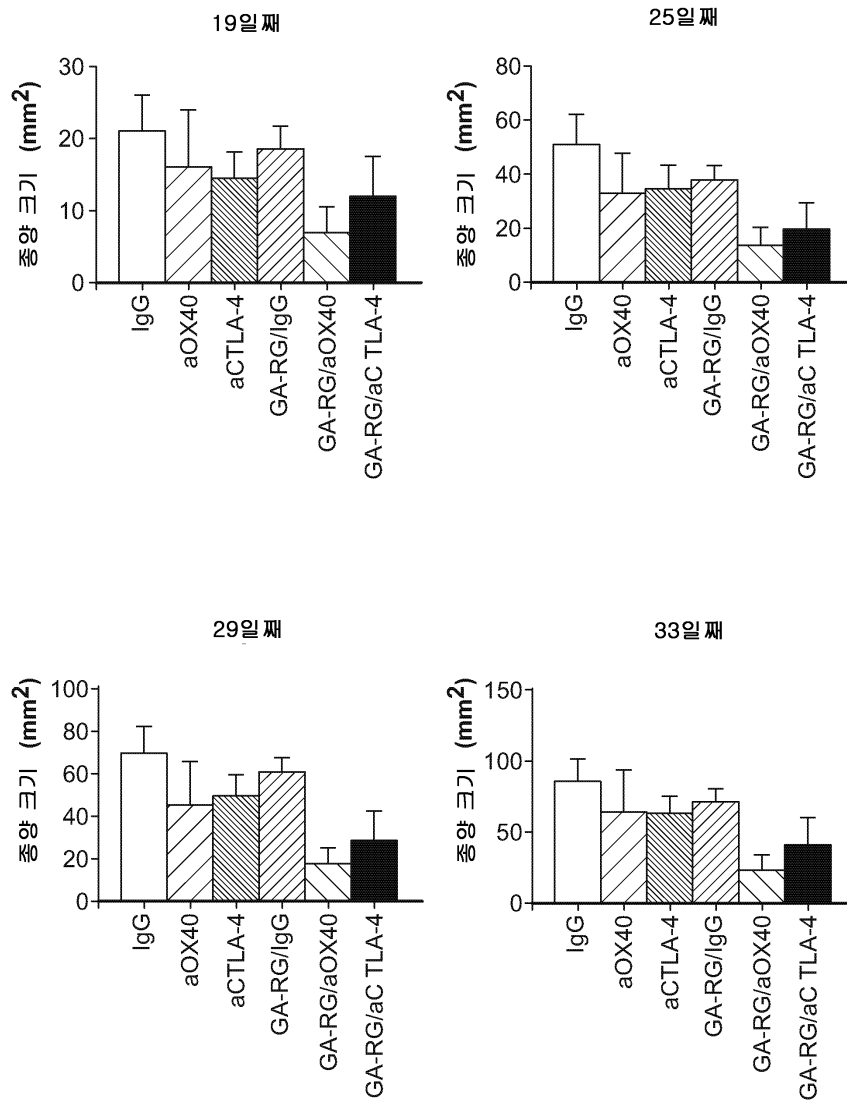 19일째
종양 크기 (mm2)
30
20
10
0
IgG
aOX40
aCTLA-4
GA-RG/IgG
GA-RG/aOX40
GA-RG/aC TLA-4
25일째
종양 크기 (mm2)
80
60
40
20
0
IgG
aOX40
aCTLA-4
GA-RG/IgG
GA-RG/aOX40
GA-RG/aC TLA-4
29일째
종양 크기 (mm2)
100
80
60
40
20
0
IgG
aOX40
aCTLA-4
GA-RG/IgG
GA-RG/aOX40
GA-RG/aC TLA-4
33일째
종양 크기 (mm2)
150
100
50
0
IgG
aOX40
aCTLA-4
GA-RG/IgG
GA-RG/aOX40
GA-RG/aC TLA-4